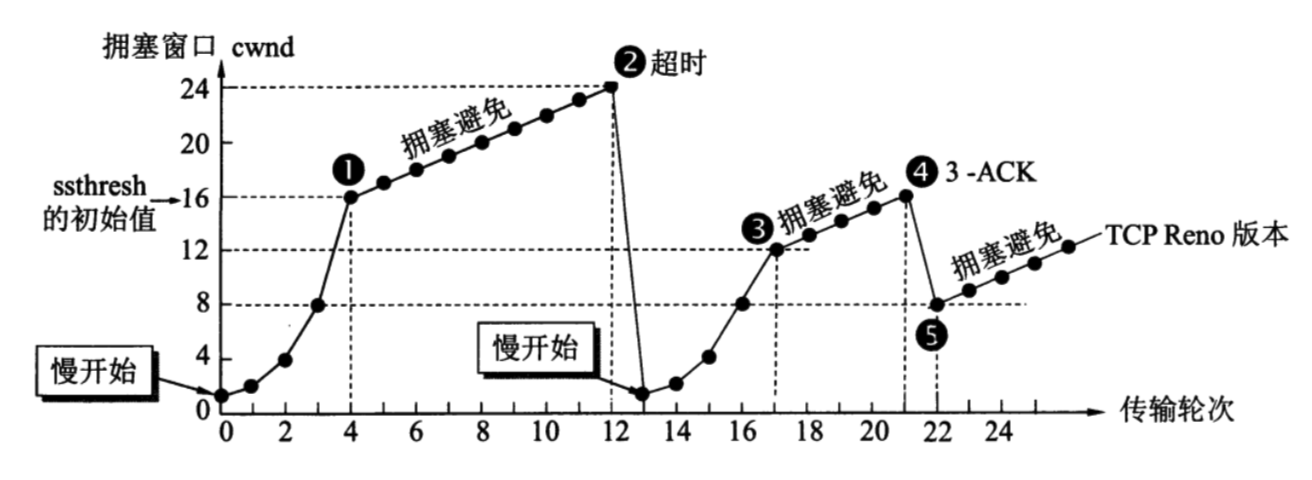 拥塞窗口 cwnd
❷超时
24
拥塞避免
20
❶
❹ 3 -ACK
ssthresh
的初始值
16
拥塞避免
❸
12
TCP Reno 版本
拥塞避免
8
❺
慢开始
慢开始
4
0
0 2 4 6 8 10 12 14 16 18 20 22 24
传输轮次